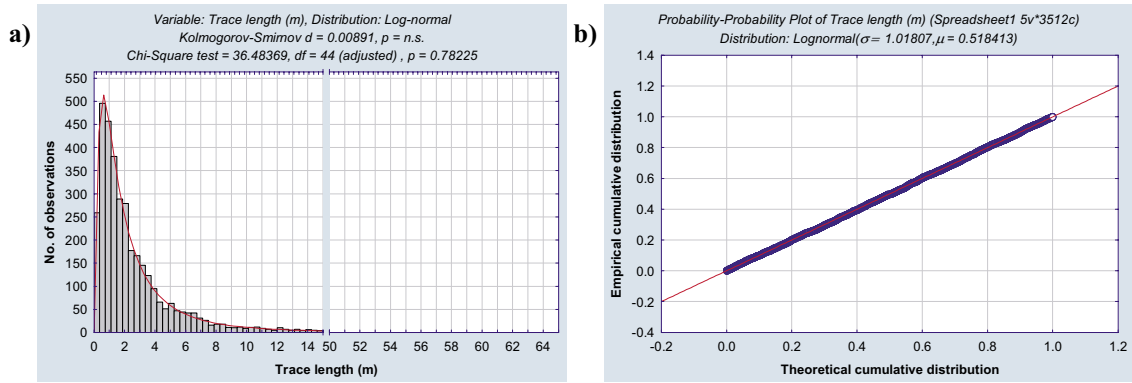 a)
Variable: Trace length (m), Distribution: Log-normal
Kolmogorov-Smirnov d = 0.00891, p = n.s.
Chi-Square test = 36.48369, df = 44 (adjusted) , p = 0.78225
No. of observations
550
500
450
400
350
300
250
200
150
100
50
0
0 2 4 6 8 10 12 14 50 52 54 56 58 60 62 64
Trace length (m)
b)
Probability-Probability Plot of Trace length (m) (Spreadsheet1 5v*3512c)
Distribution: Lognormal(σ= 1.01807,μ = 0.518413)
Empirical cumulative distribution
1.4
1.2
1.0
0.8
0.6
0.4
0.2
0.0
-0.2
-0.4
-0.2 0.0 0.2 0.4 0.6 0.8 1.0 1.2
Theoretical cumulative distribution